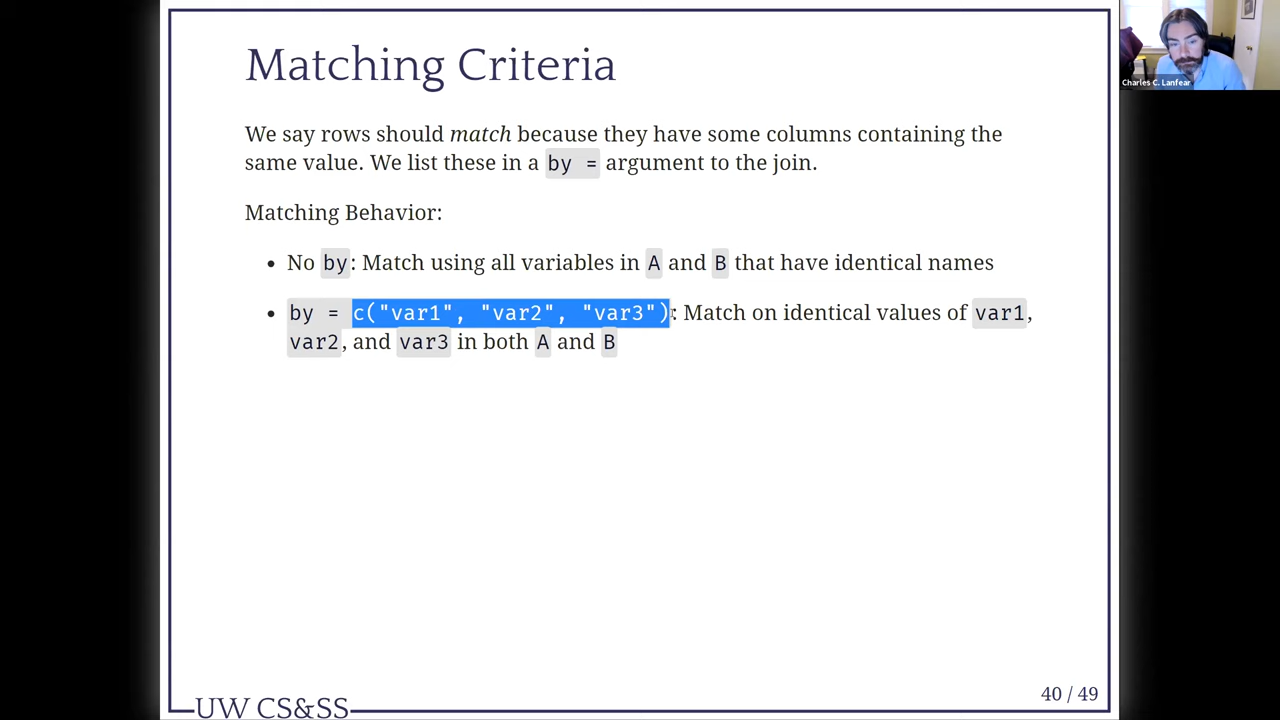 Matching Criteria
Charles C. Lanfear
We say rows should match because they have some columns containing the
same value. We list these in a by = argument to the join.
Matching Behavior:
• No by: Match using all variables in A and B that have identical names
• by = c("var1", "var2", "var3"): Match on identical values of var1,
var2, and var3 in both A and B
40 / 49
UW CS&SS